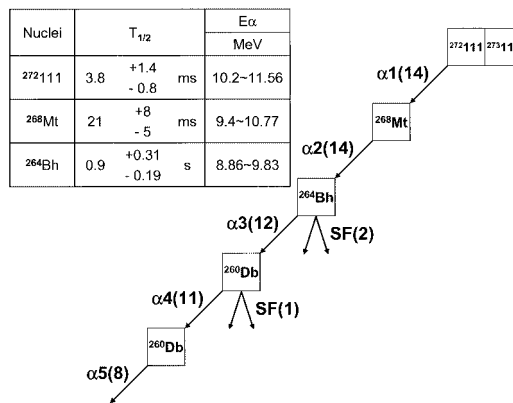 Nuclei T1/2 Eα
MeV
²⁷²111 3.8 +1.4 - 0.8 ms 10.2~11.56
²⁶⁸Mt 21 +8 - 5 ms 9.4~10.77
²⁶⁴Bh 0.9 +0.31 - 0.19 s 8.86~9.83
²⁷²111 ²⁷³11
α1(14)
²⁶⁸Mt
α2(14)
²⁶⁴Bh
α3(12)
SF(2)
²⁶⁰Db
α4(11)
SF(1)
²⁶⁰Db
α5(8)